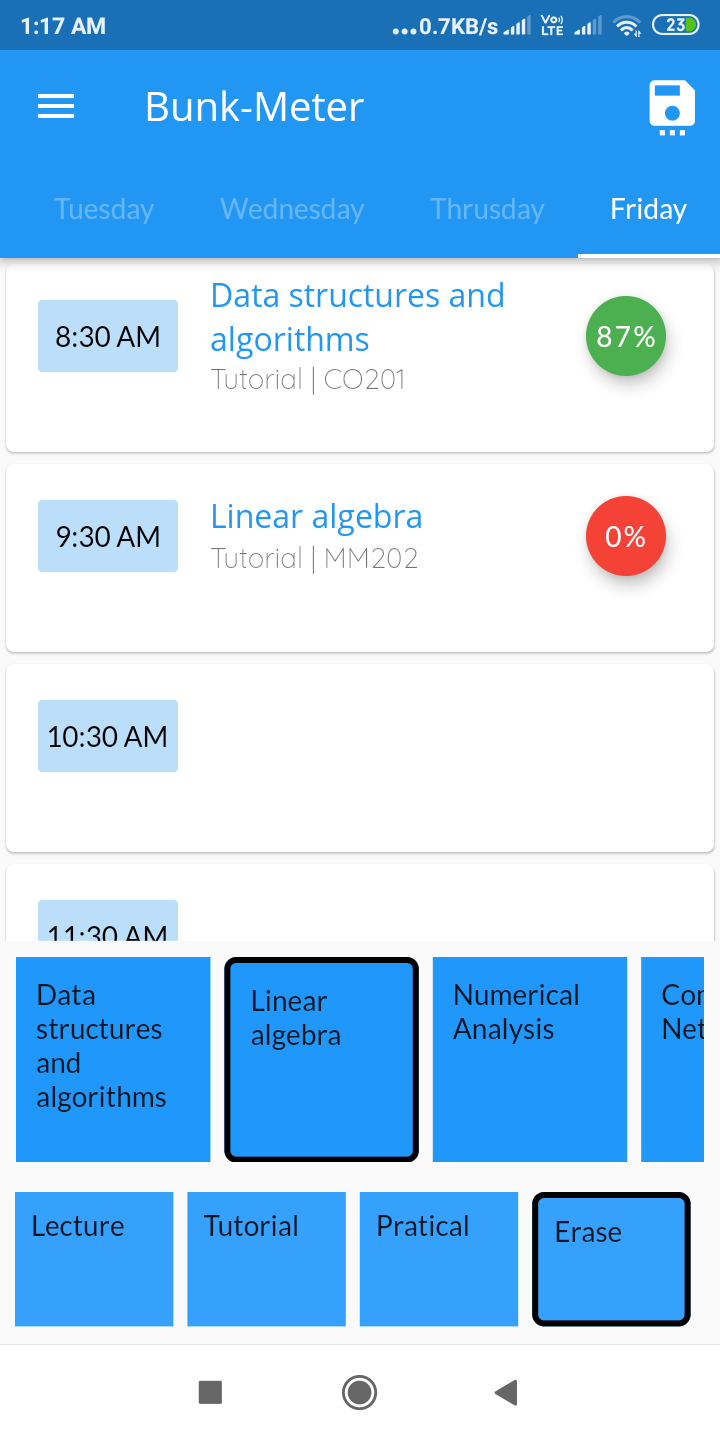 1:17 AM ...0.7KB/s Vo)) LTE 23
Bunk-Meter
Tuesday Wednesday Thrusday Friday
8:30 AM
Data structures and
algorithms
Tutorial | CO201
87%
9:30 AM
Linear algebra
Tutorial | MM202
0%
10:30 AM
11:30 AM
Data
structures
and
algorithms
Linear
algebra
Numerical
Analysis
Net
Lecture
Tutorial
Pratical
Erase